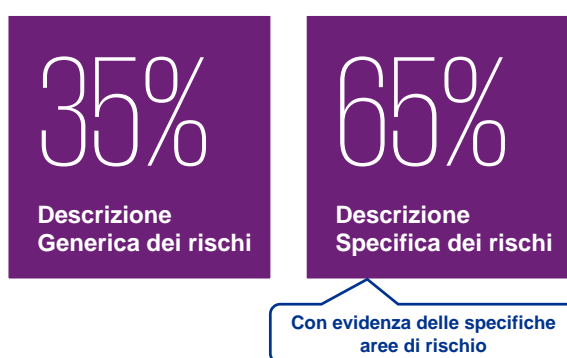 35%
Descrizione
Generica dei rischi
65%
Descrizione
Specifica dei rischi
Con evidenza delle specifiche
aree di rischio